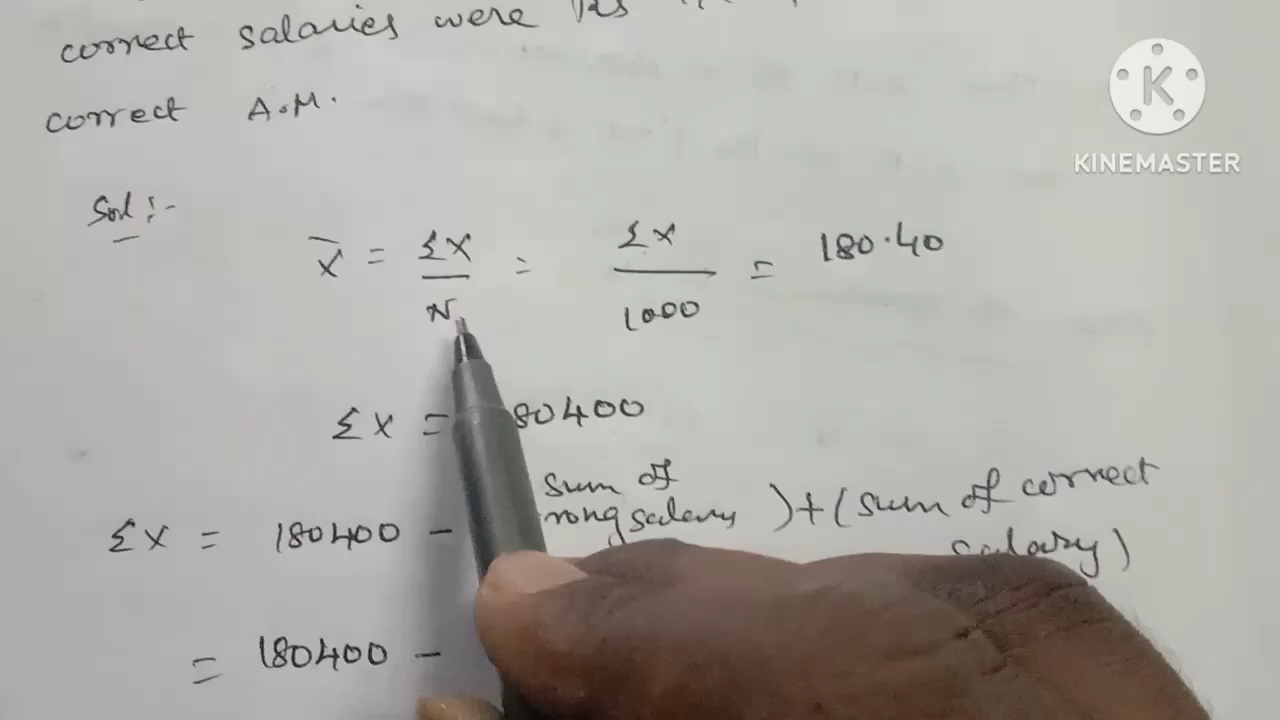 correct salaries were Rs
correct A.M.
KINEMASTER
Sol :-
X̄ = ΣX / N = ΣX / 1000 = 180.40
ΣX = 80400
ΣX = 180400 - sum of rong salary ) + ( sum of correct salary )
= 180400 -